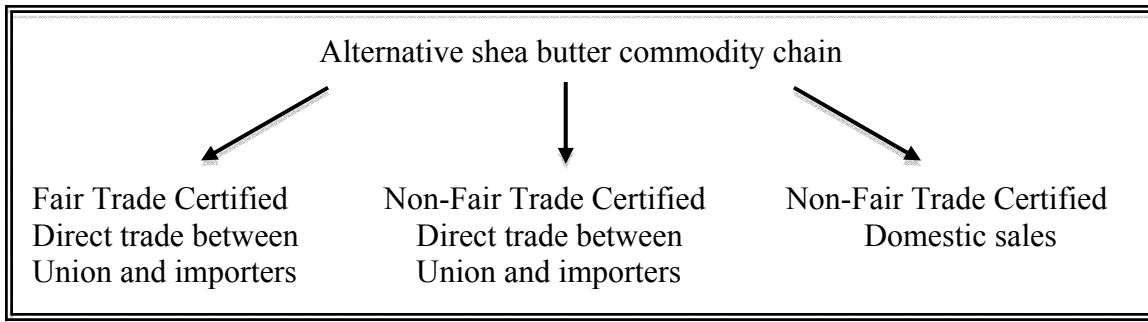 Alternative shea butter commodity chain
Fair Trade Certified
Direct trade between
Union and importers
Non-Fair Trade Certified
Direct trade between
Union and importers
Non-Fair Trade Certified
Domestic sales